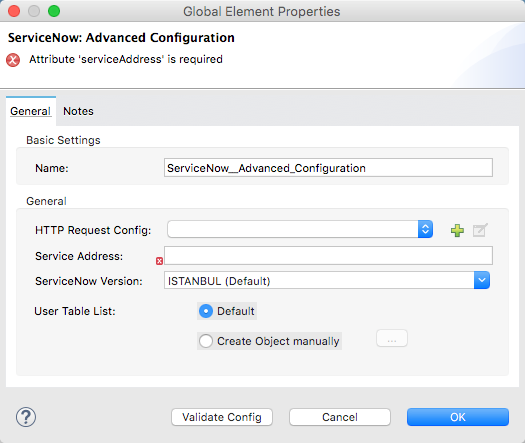 Global Element Properties
ServiceNow: Advanced Configuration
Attribute 'serviceAddress' is required
General Notes
Basic Settings
Name: ServiceNow__Advanced_Configuration
General
HTTP Request Config:
Service Address:
ServiceNow Version: ISTANBUL (Default)
User Table List: Default
Create Object manually ...
? Validate Config Cancel OK